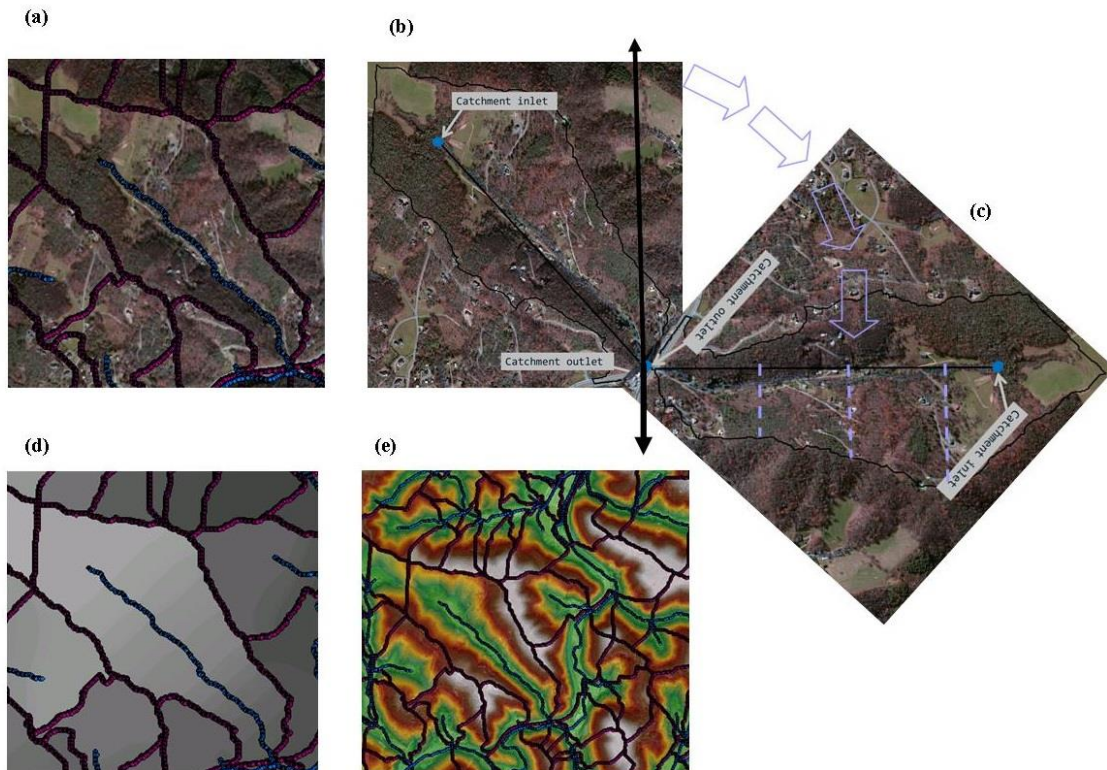 (a)
(b)
Catchment inlet
(c)
Catchment outlet
Catchment outlet
Catchment inlet
(d)
(e)